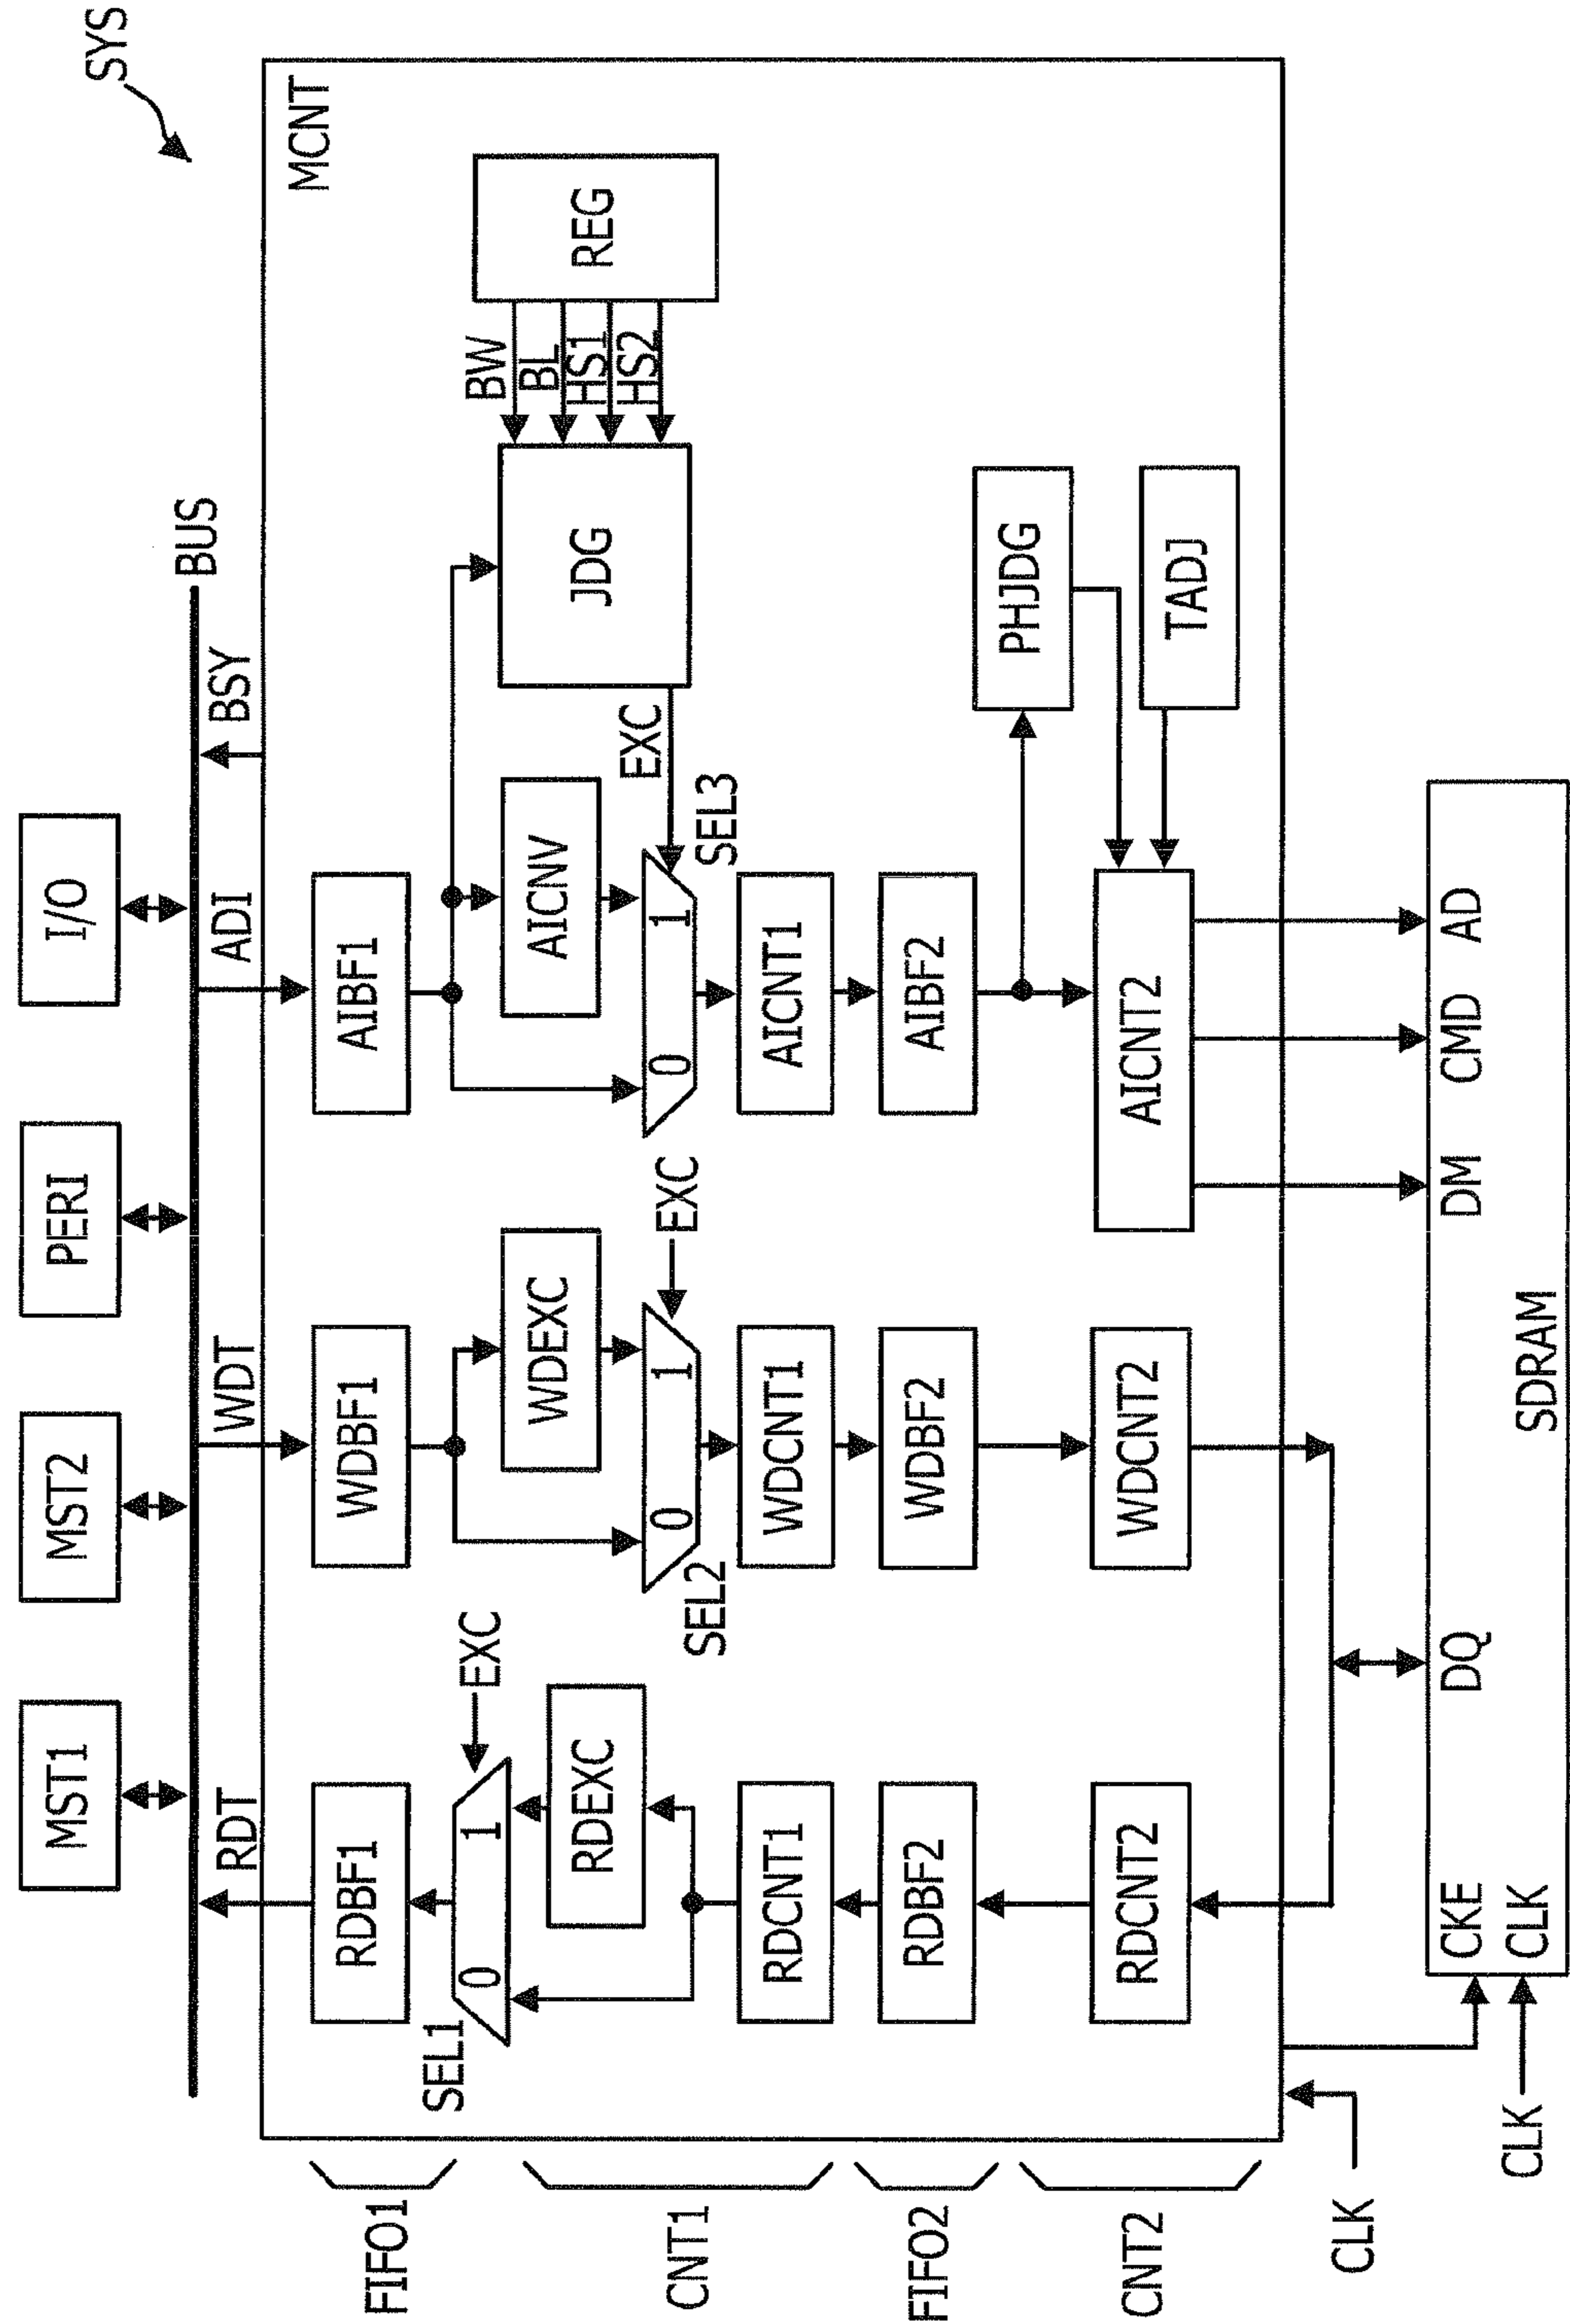 SYS
MST1
MST2
PERI
I/O
BUS
RDT
WDT
ADI
BSY
MCNT
FIFO1
RDBF1
WDBF1
AIBF1
SEL1
0
1
EXC
RDEXC
WDEXC
AICNV
JDG
BW
BL
HS1
HS2
REG
CNT1
SEL2
0
1
EXC
0
1
EXC
SEL3
RDCNT1
WDCNT1
AICNT1
FIFO2
RDBF2
WDBF2
AIBF2
PHJDG
CNT2
RDCNT2
WDCNT2
AICNT2
TADJ
CLK
CKE
DQ
DM
CMD
AD
CLK
CLK
SDRAM